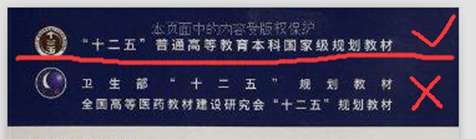 本页面中的内容受版权保护
"十二五"普通高等教育本科国家级规划教材
卫生部"十二五"规划教材
全国高等医药教材建设研究会"十二五"规划教材